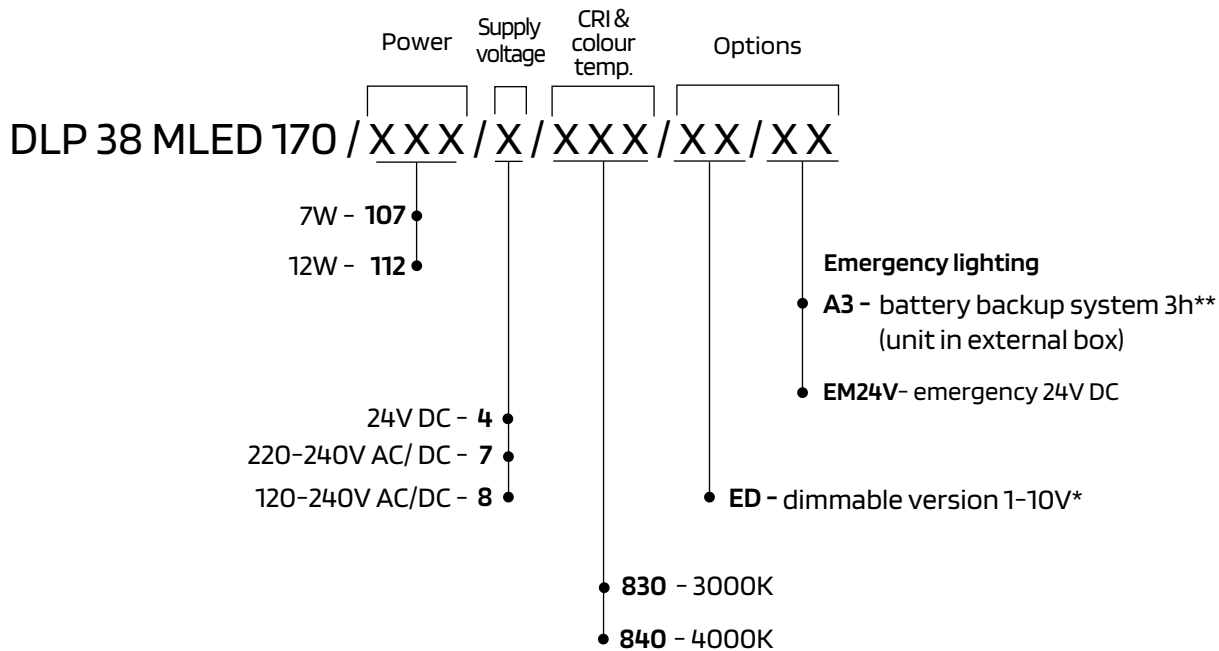 Power
Supply
voltage
CRI &
colour
temp.
Options
DLP 38 MLED 170 / XXX / X / XXX / XX / XX
7W - 107
12W - 112
Emergency lighting
A3 - battery backup system 3h**
(unit in external box)
EM24V- emergency 24V DC
24V DC - 4
220-240V AC/ DC - 7
120-240V AC/DC - 8
ED - dimmable version 1-10V*
830 - 3000K
840 - 4000K